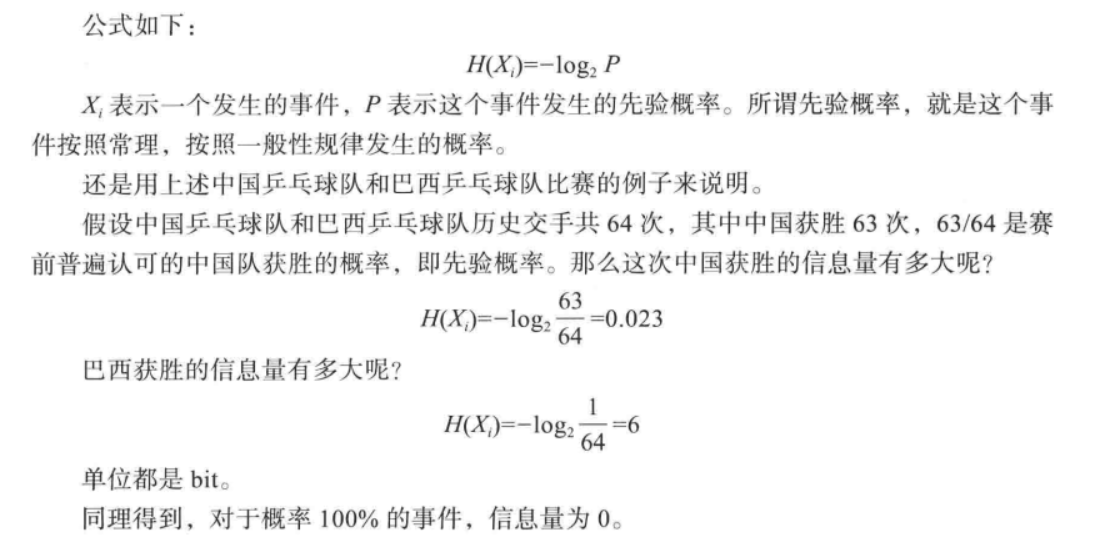 公式如下：
H(Xᵢ)=−log₂ P
Xᵢ 表示一个发生的事件，P 表示这个事件发生的先验概率。所谓先验概率，就是这个事
件按照常理，按照一般性规律发生的概率。
还是用上述中国乒乓球队和巴西乒乓球队比赛的例子来说明。
假设中国乒乓球队和巴西乒乓球队历史交手共 64 次，其中中国获胜 63 次，63/64 是赛
前普遍认可的中国队获胜的概率，即先验概率。那么这次中国获胜的信息量有多大呢？
H(Xᵢ)=−log₂ 63/64 =0.023
巴西获胜的信息量有多大呢？
H(Xᵢ)=−log₂ 1/64 =6
单位都是 bit。
同理得到，对于概率 100% 的事件，信息量为 0。